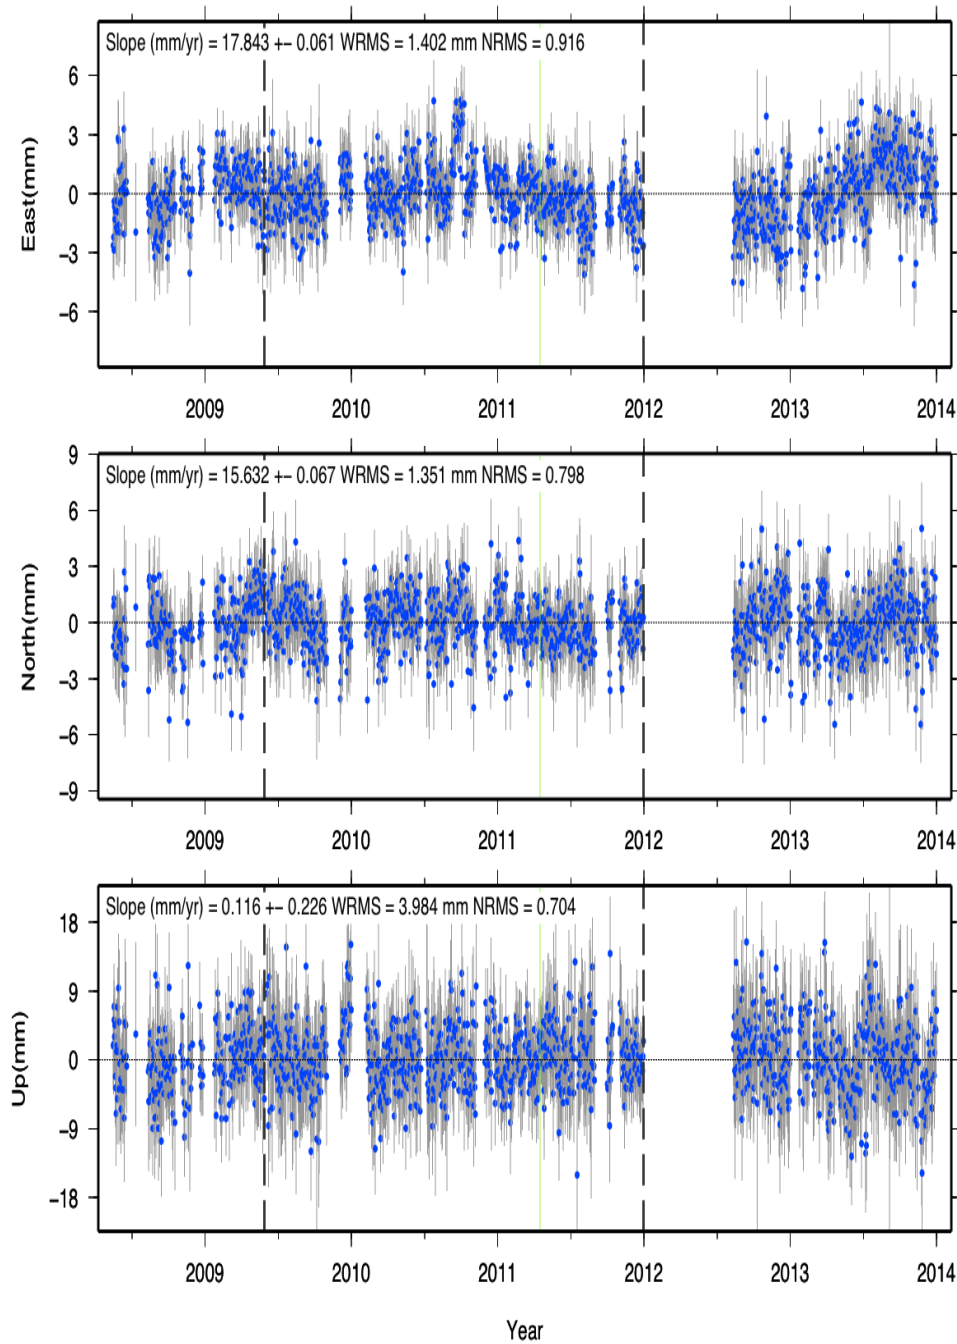 Slope (mm/yr) = 17.843 +− 0.061 WRMS = 1.402 mm NRMS = 0.916
6
3
0
−3
−6
East(mm)
2009 2010 2011 2012 2013 2014
Slope (mm/yr) = 15.632 +− 0.067 WRMS = 1.351 mm NRMS = 0.798
9
6
3
0
−3
−6
−9
North(mm)
2009 2010 2011 2012 2013 2014
Slope (mm/yr) = 0.116 +− 0.226 WRMS = 3.984 mm NRMS = 0.704
18
9
0
−9
−18
Up(mm)
2009 2010 2011 2012 2013 2014
Year